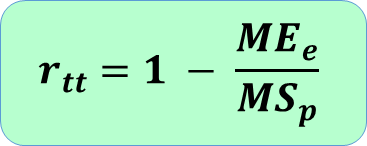 r_tt = 1 − ME_e / MS_p